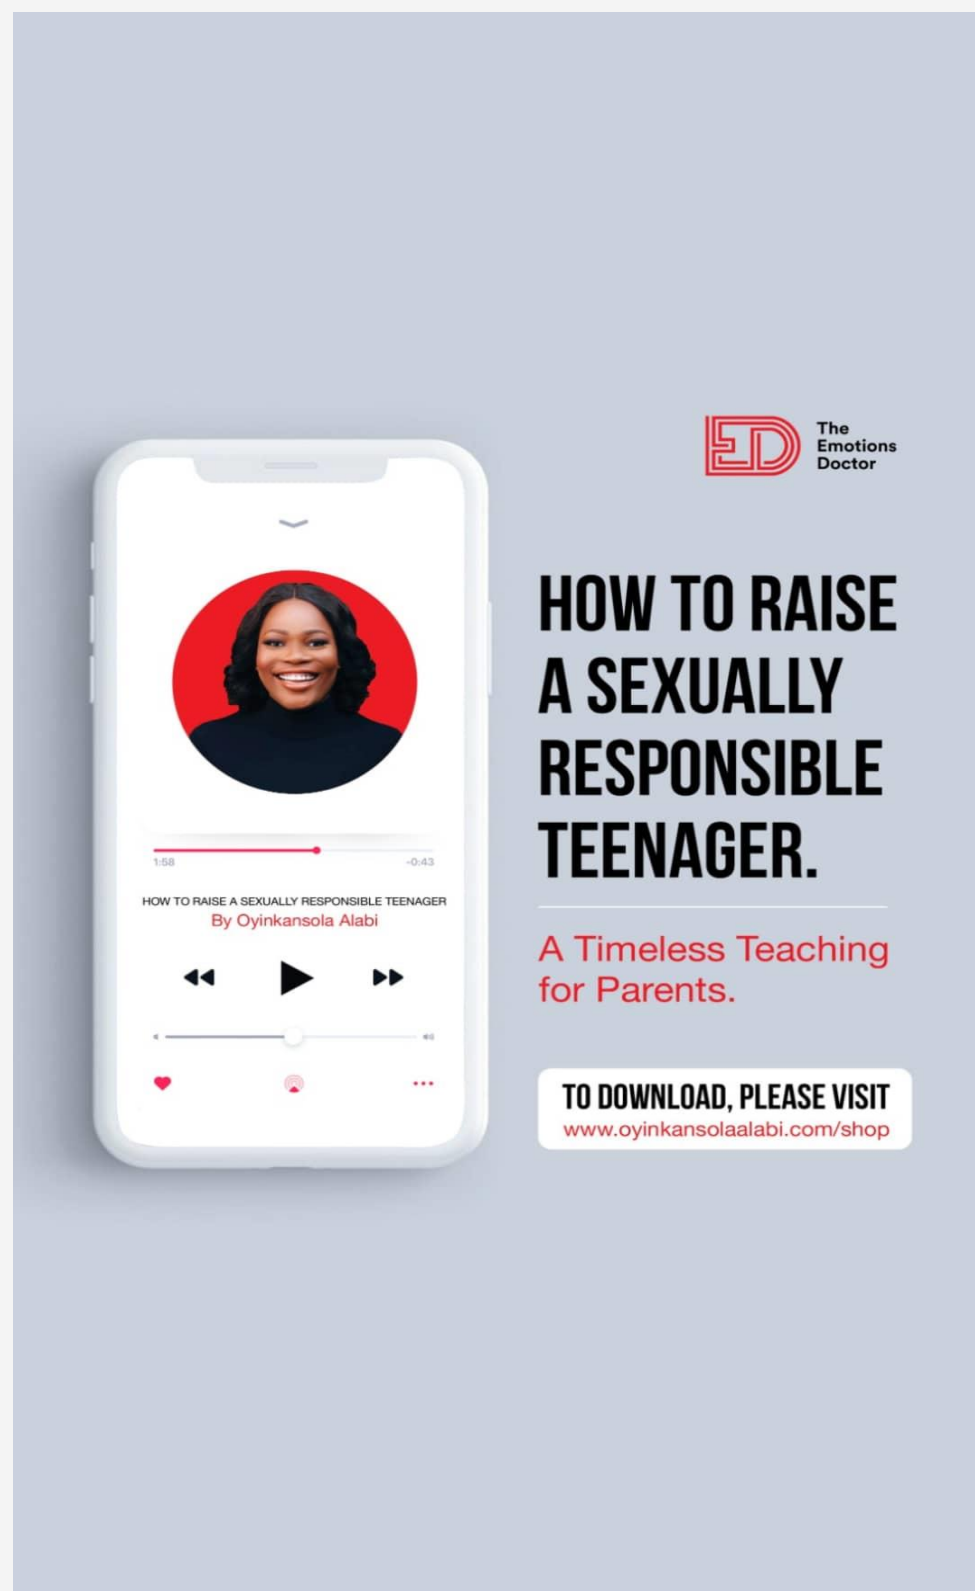 The
Emotions
Doctor
HOW TO RAISE
A SEXUALLY
RESPONSIBLE
TEENAGER.
A Timeless Teaching
for Parents.
TO DOWNLOAD, PLEASE VISIT
www.oyinkansolaalabi.com/shop
1:58
-0:43
HOW TO RAISE A SEXUALLY RESPONSIBLE TEENAGER
By Oyinkansola Alabi
ED